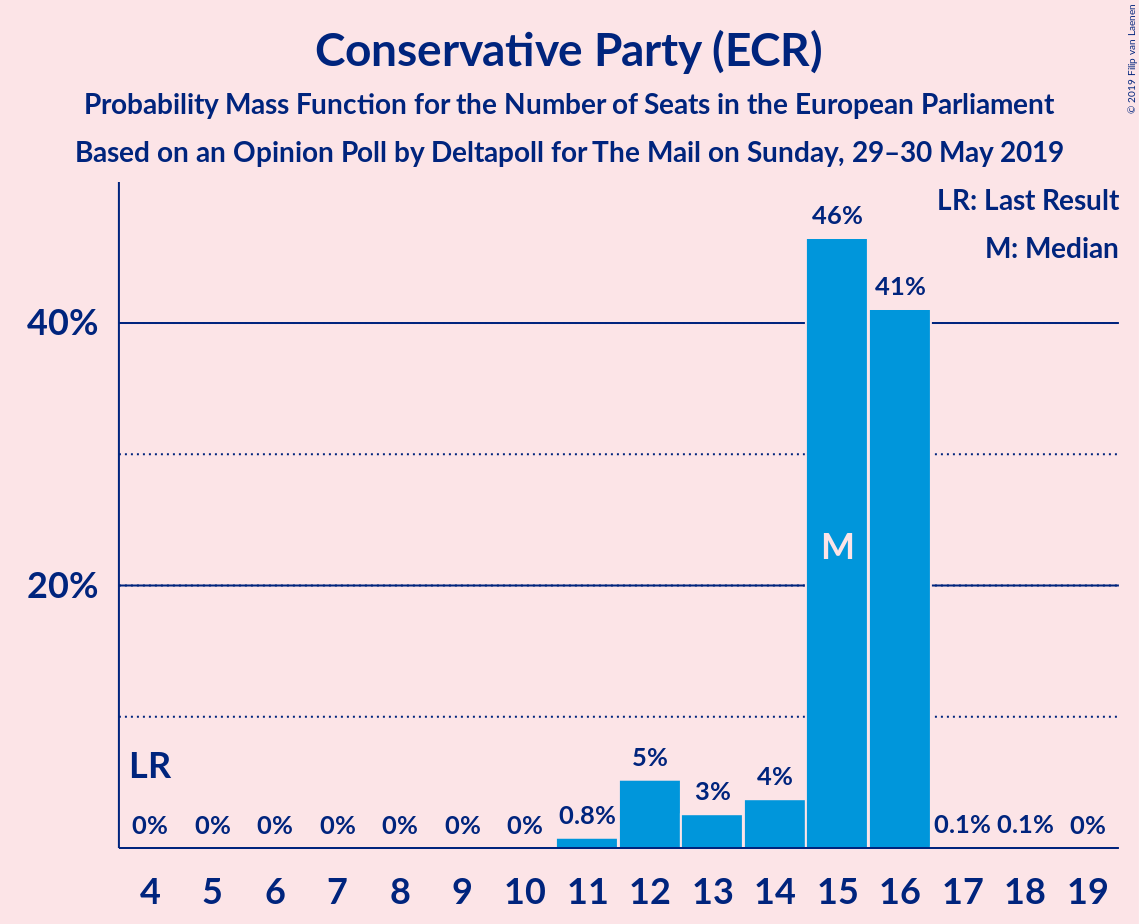 Conservative Party (ECR)
Probability Mass Function for the Number of Seats in the European Parliament
Based on an Opinion Poll by Deltapoll for The Mail on Sunday, 29–30 May 2019
© 2019 Filip van Laenen
LR: Last Result
M: Median
46%
41%
40%
M
20%
LR
5%
4%
3%
0% 0% 0% 0% 0% 0% 0% 0.8% 0.1% 0.1% 0%
4 5 6 7 8 9 10 11 12 13 14 15 16 17 18 19